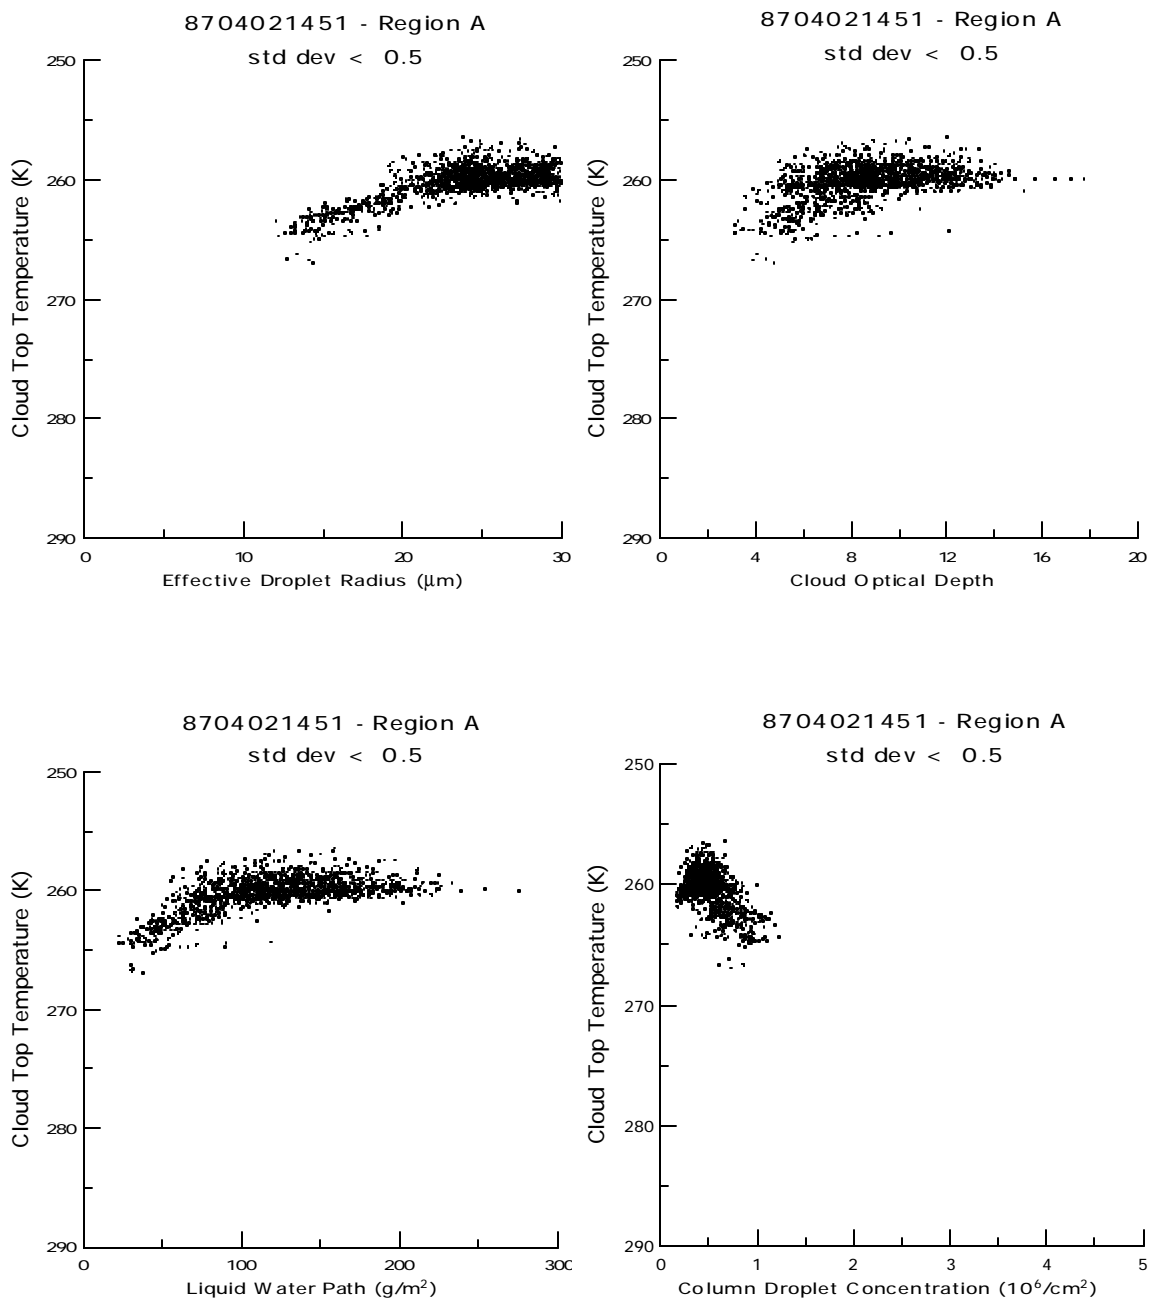 8704021451 - Region A
std dev < 0.5
250
260
270
280
290
0
10
20
30
Cloud Top Temperature (K)
Effective Droplet Radius (μm)
8704021451 - Region A
std dev < 0.5
250
260
270
280
290
0
4
8
12
16
20
Cloud Top Temperature (K)
Cloud Optical Depth
8704021451 - Region A
std dev < 0.5
250
260
270
280
290
0
100
200
300
Cloud Top Temperature (K)
Liquid Water Path (g/m²)
8704021451 - Region A
std dev < 0.5
250
260
270
280
290
0
1
2
3
4
5
Cloud Top Temperature (K)
Column Droplet Concentration (10⁶/cm²)